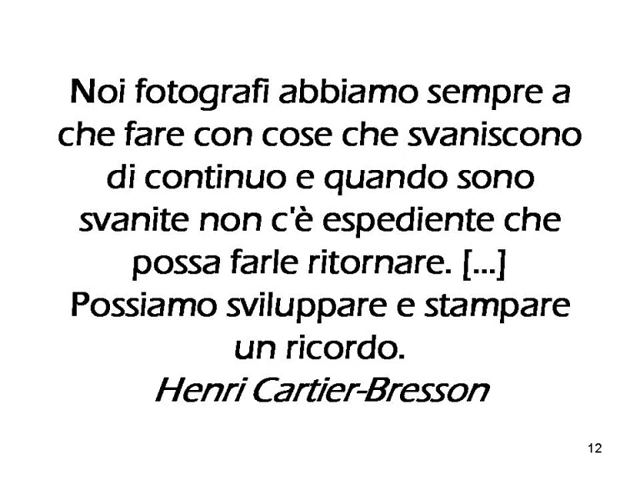 Noi fotografi abbiamo sempre a
che fare con cose che svaniscono
di continuo e quando sono
svanite non c'è espediente che
possa farle ritornare. [...]
Possiamo sviluppare e stampare
un ricordo.
Henri Cartier-Bresson
12